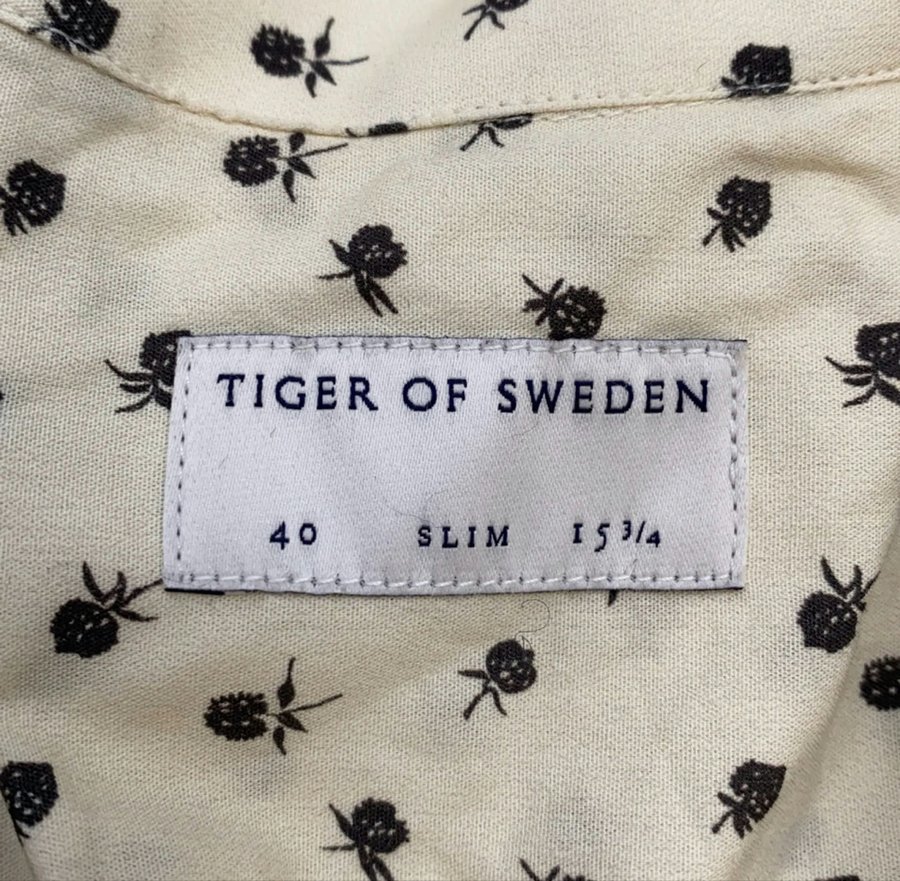 TIGER OF SWEDEN
40 SLIM 15 3/4